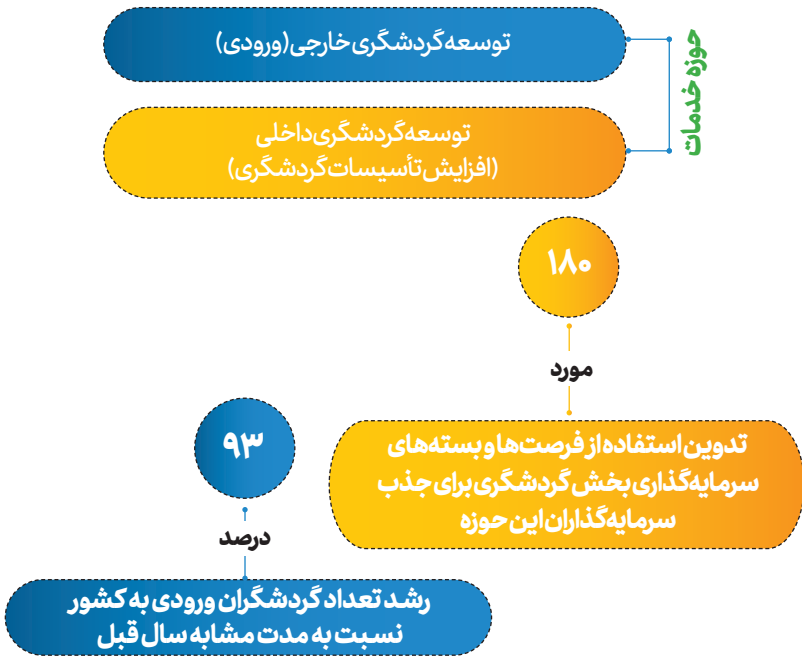 حوزه خدمات
توسعه گردشگری خارجی (ورودی)
توسعه گردشگری داخلی
(افزایش تأسیسات گردشگری)
۱۸۰
مورد
تدوین استفاده از فرصت‌ها و بسته‌های
سرمایه‌گذاری بخش گردشگری برای جذب
سرمایه‌گذاران این حوزه
۹۳
درصد
رشد تعداد گردشگران ورودی به کشور
نسبت به مدت مشابه سال قبل